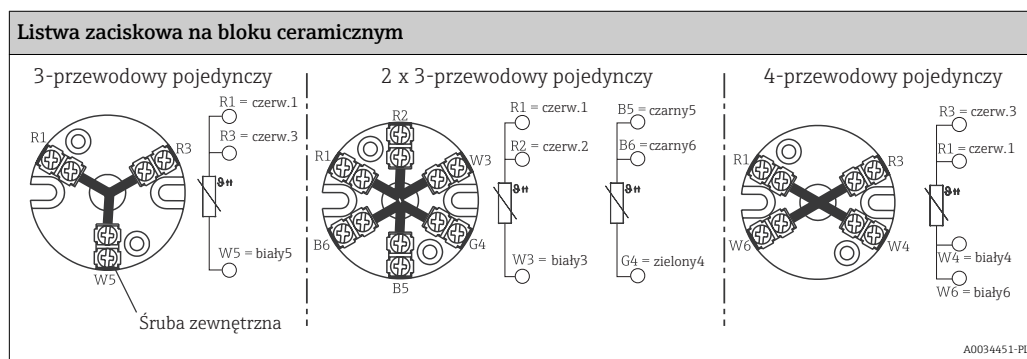 Listwa zaciskowa na bloku ceramicznym
3-przewodowy pojedynczy
R1
R3
W5
R1 = czerw.1
R3 = czerw.3
ϑ
W5 = biały5
Śruba zewnętrzna
2 x 3-przewodowy pojedynczy
R2
R1
W3
B6
G4
B5
R1 = czerw.1
R2 = czerw.2
ϑ
W3 = biały3
B5 = czarny5
B6 = czarny6
ϑ
G4 = zielony4
4-przewodowy pojedynczy
R1
R3
W6
W4
R3 = czerw.3
R1 = czerw.1
ϑ
W4 = biały4
W6 = biały6
A0034451-PL